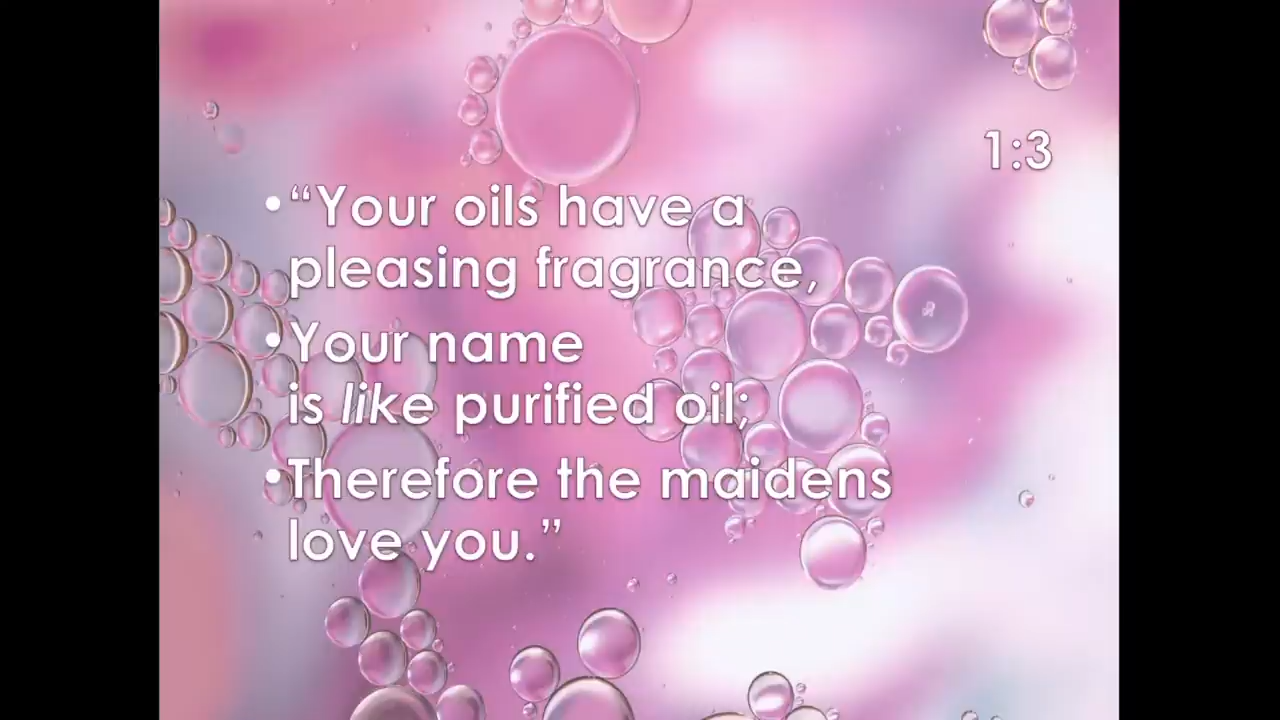 1:3
•“Your oils have a
pleasing fragrance,
•Your name
is like purified oil;
•Therefore the maidens
love you.”